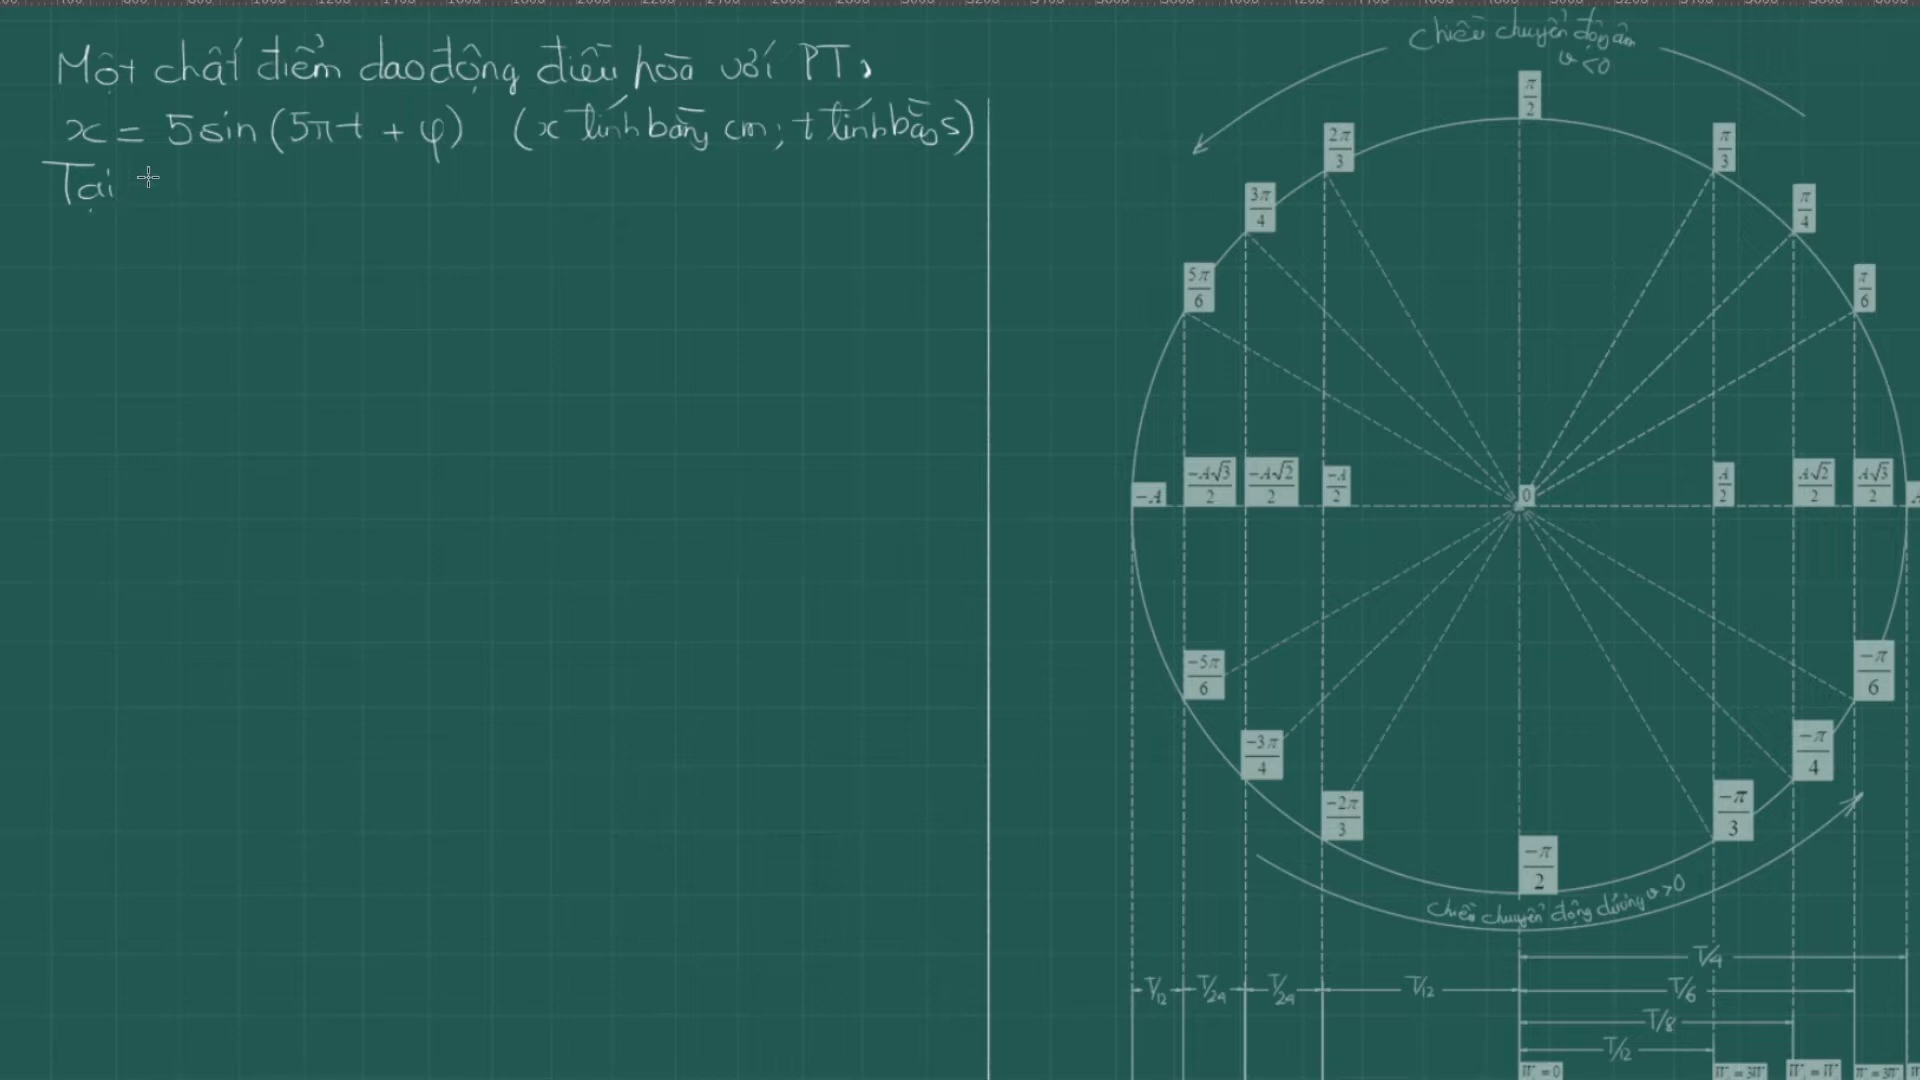 Một chất điểm dao động điều hòa với PT,
x = 5sin(5πt + φ) (x tính bằng cm; t tính bằng s)
Tại
Chiều chuyển động âm
v < 0
π/2
2π/3
π/3
3π/4
π/4
5π/6
π/6
-A
-A√3/2
-A√2/2
-A/2
0
A/2
A√2/2
A√3/2
-5π/6
-π/6
-3π/4
-π/4
-2π/3
-π/3
-π/2
Chiều chuyển động dương v > 0
T/4
T/12
T/24
T/24
T/12
T/6
T/8
T/12